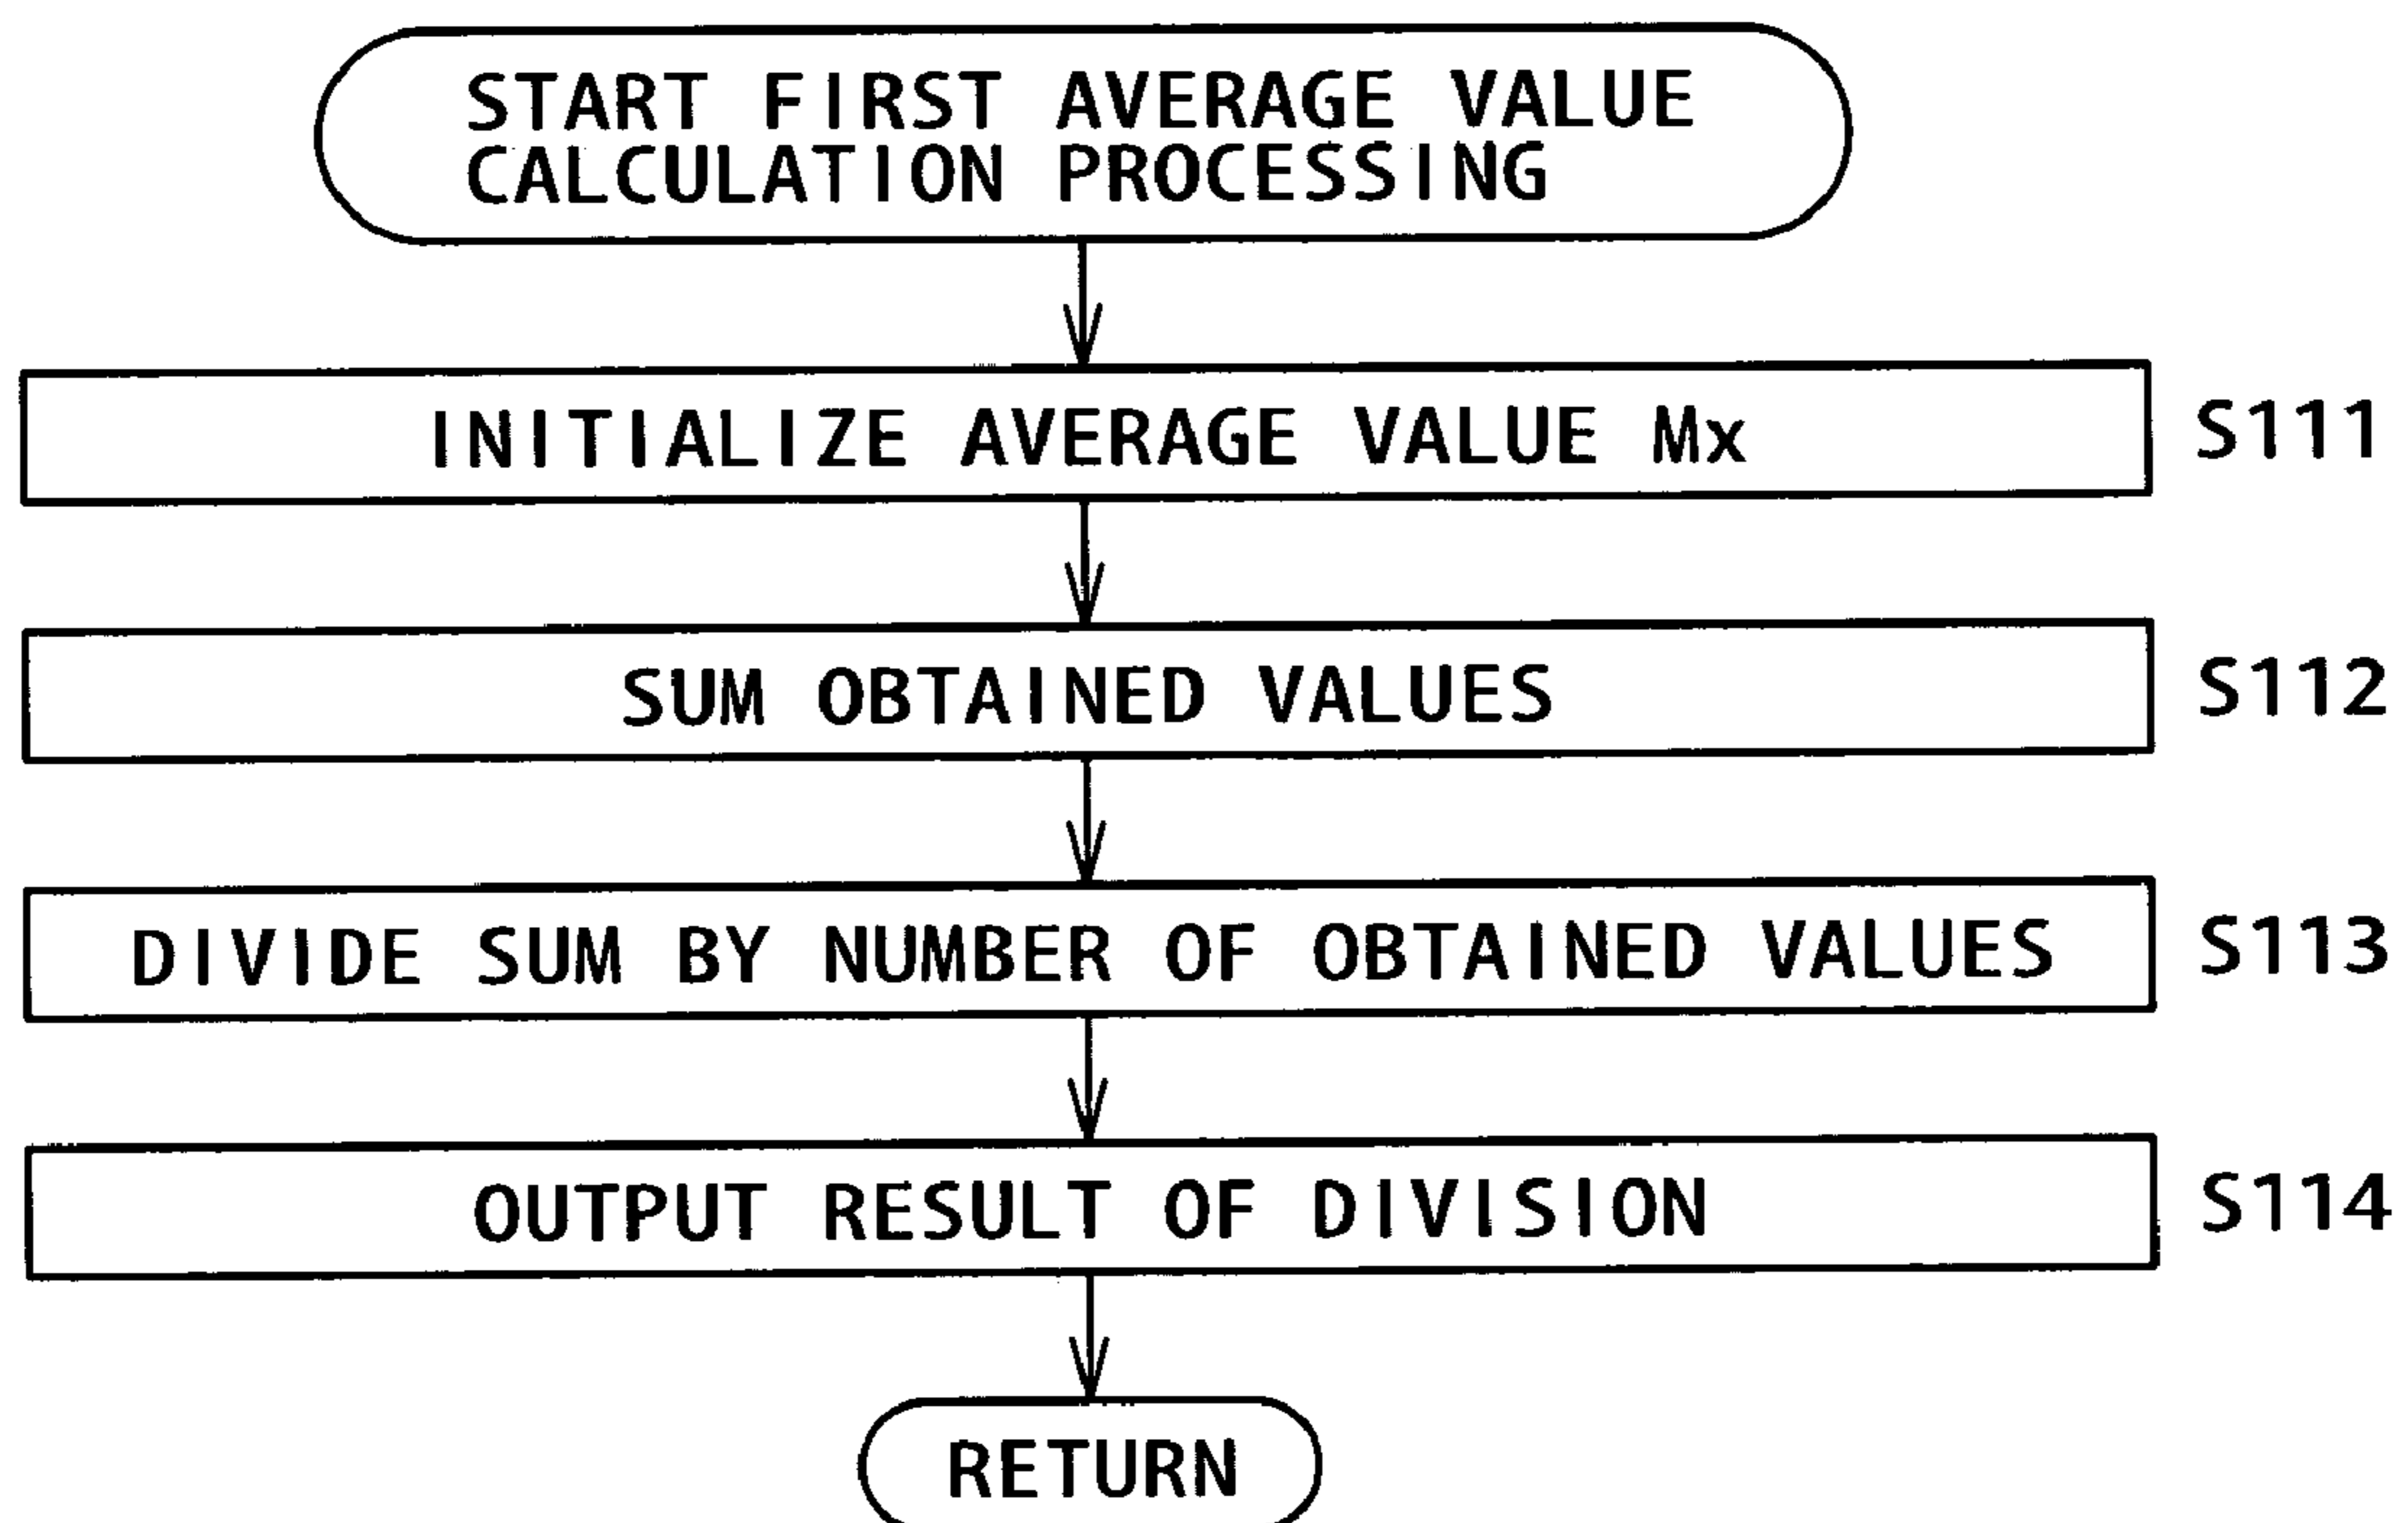 START FIRST AVERAGE VALUE
CALCULATION PROCESSING
INITIALIZE AVERAGE VALUE Mx
S111
SUM OBTAINED VALUES
S112
DIVIDE SUM BY NUMBER OF OBTAINED VALUES
S113
OUTPUT RESULT OF DIVISION
S114
RETURN